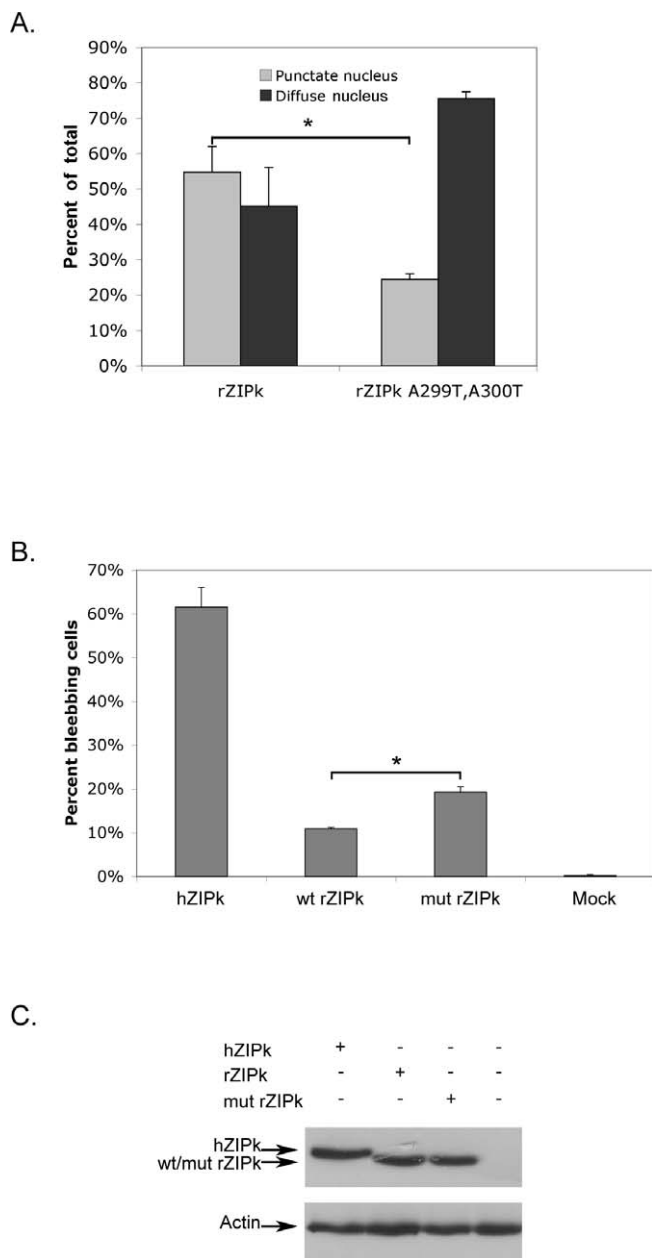 A.
90%
80%
70%
60%
50%
40%
30%
20%
10%
0%
Percent of total
Punctate nucleus
Diffuse nucleus
*
rZIPk
rZIPk A299T,A300T
B.
70%
60%
50%
40%
30%
20%
10%
0%
Percent bleebbing cells
*
hZIPk
wt rZIPk
mut rZIPk
Mock
C.
hZIPk + - - -
rZIPk - + - -
mut rZIPk - - + -
hZIPk
wt/mut rZIPk
Actin